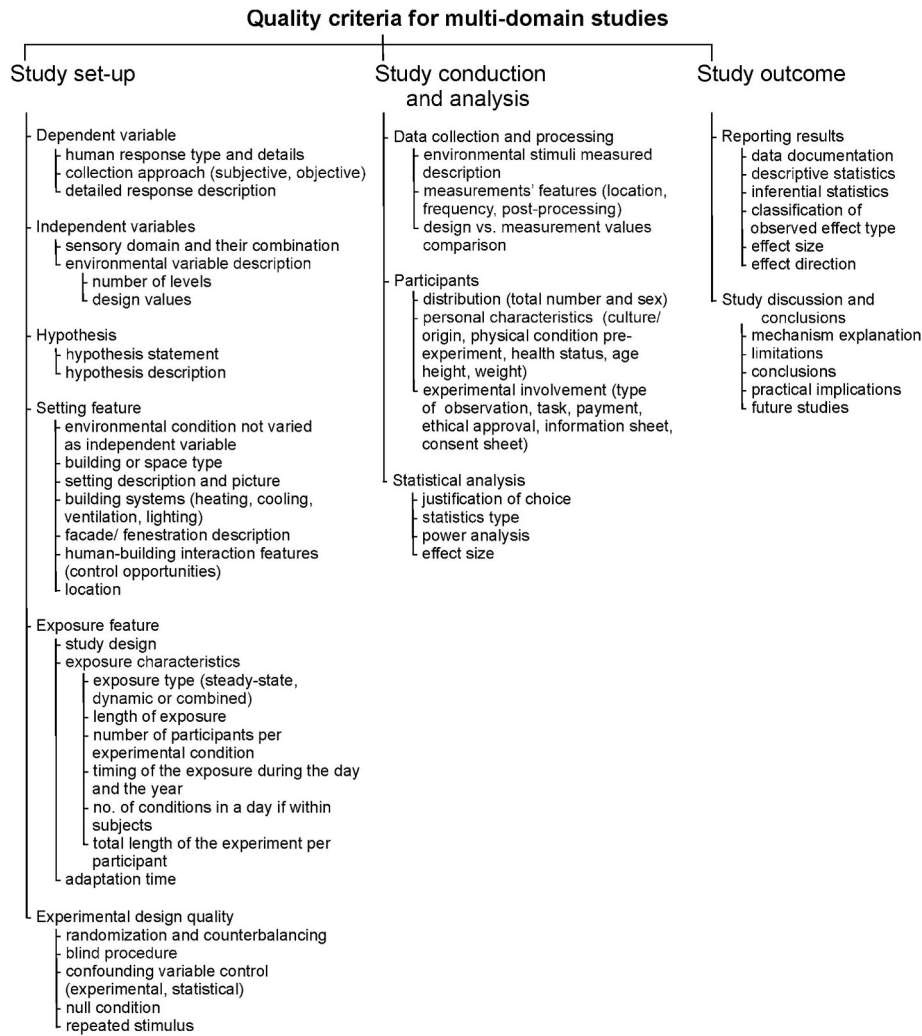 Quality criteria for multi-domain studies
Study set-up
Dependent variable
- human response type and details
- collection approach (subjective, objective)
- detailed response description
Independent variables
- sensory domain and their combination
- environmental variable description
- number of levels
- design values
Hypothesis
- hypothesis statement
- hypothesis description
Setting feature
- environmental condition not varied
as independent variable
- building or space type
- setting description and picture
- building systems (heating, cooling,
ventilation, lighting)
- facade/ fenestration description
- human-building interaction features
(control opportunities)
- location
Exposure feature
- study design
- exposure characteristics
- exposure type (steady-state,
dynamic or combined)
- length of exposure
- number of participants per
experimental condition
- timing of the exposure during the day
and the year
- no. of conditions in a day if within
subjects
- total length of the experiment per
participant
- adaptation time
Experimental design quality
- randomization and counterbalancing
- blind procedure
- confounding variable control
(experimental, statistical)
- null condition
- repeated stimulus
Study conduction
and analysis
Data collection and processing
- environmental stimuli measured
description
- measurements' features (location,
frequency, post-processing)
- design vs. measurement values
comparison
Participants
- distribution (total number and sex)
- personal characteristics (culture/
origin, physical condition pre-
experiment, health status, age
height, weight)
- experimental involvement (type
of observation, task, payment,
ethical approval, information sheet,
consent sheet)
Statistical analysis
- justification of choice
- statistics type
- power analysis
- effect size
Study outcome
Reporting results
- data documentation
- descriptive statistics
- inferential statistics
- classification of
observed effect type
- effect size
- effect direction
Study discussion and
conclusions
- mechanism explanation
- limitations
- conclusions
- practical implications
- future studies